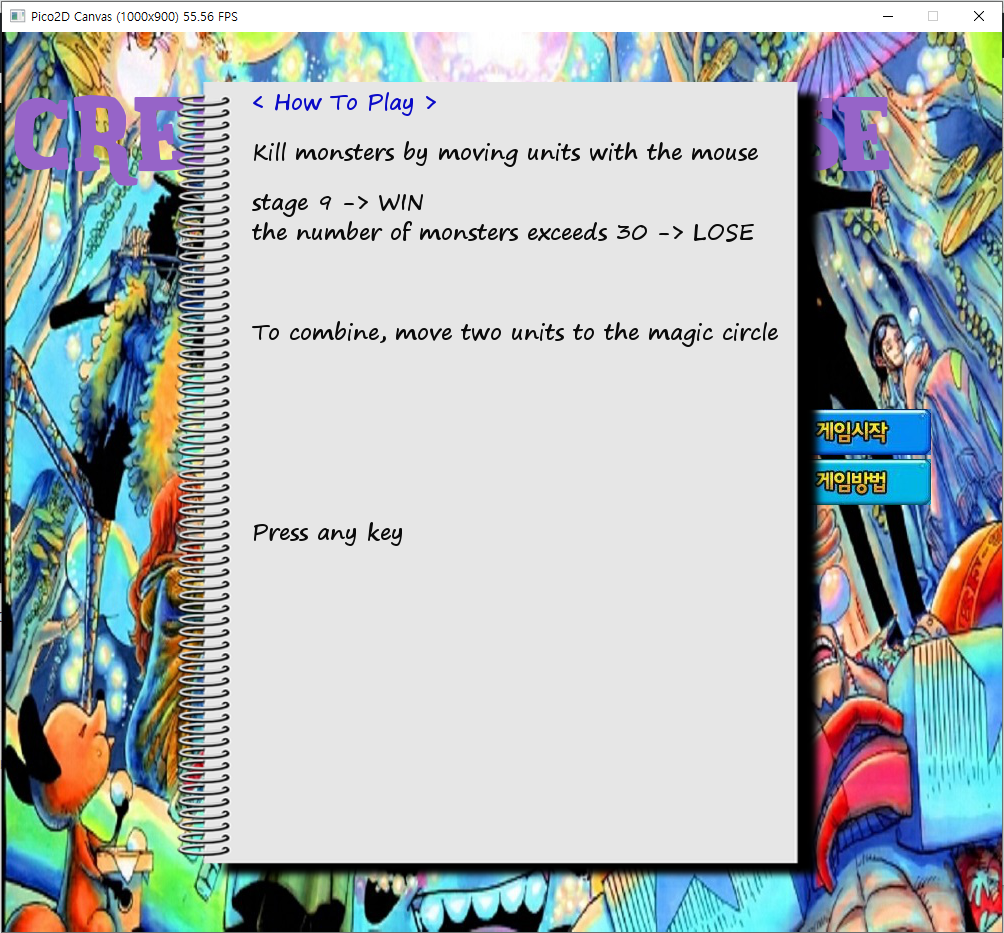 Pico2D Canvas (1000x900) 55.56 FPS
CRE
SE
< How To Play >
Kill monsters by moving units with the mouse
stage 9 -> WIN
the number of monsters exceeds 30 -> LOSE
To combine, move two units to the magic circle
게임시작
게임방법
Press any key